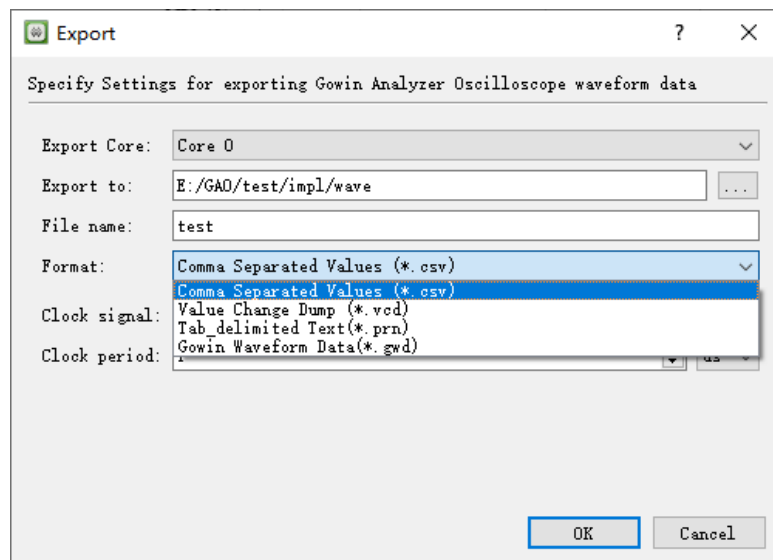 Export
?
Specify Settings for exporting Gowin Analyzer Oscilloscope waveform data
Export Core: Core 0
Export to: E:/GAO/test/impl/wave ...
File name: test
Format: Comma Separated Values (*.csv)
Comma Separated Values (*.csv)
Clock signal: Value Change Dump (*.vcd)
Tab_delimited Text(*.prn)
Clock period: Gowin Waveform Data(*.gwd)
OK Cancel